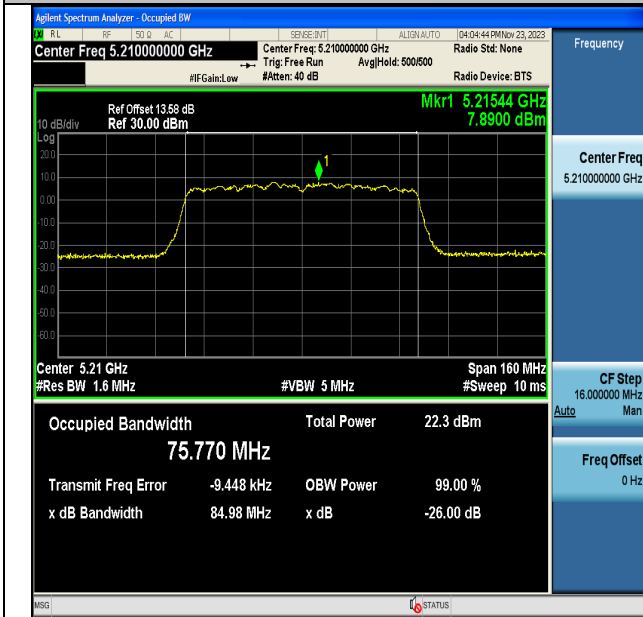 Agilent Spectrum Analyzer - Occupied BW
RL RF 50 Ω AC SENSE:INT ALIGN AUTO 04:04:44 PM Nov 23, 2023
Center Freq 5.210000000 GHz
Center Freq: 5.210000000 GHz
Radio Std: None
Trig: Free Run Avg|Hold: 500/500
#IFGain:Low #Atten: 40 dB Radio Device: BTS
Frequency
Mkr1 5.21544 GHz
7.8900 dBm
Ref Offset 13.58 dB
10 dB/div Ref 30.00 dBm
Log
20.0
10.0
0.00
-10.0
-20.0
-30.0
-40.0
-50.0
-60.0
1
Center 5.21 GHz Span 160 MHz
#Res BW 1.6 MHz #VBW 5 MHz #Sweep 10 ms
Occupied Bandwidth Total Power 22.3 dBm
75.770 MHz
Transmit Freq Error -9.448 kHz OBW Power 99.00 %
x dB Bandwidth 84.98 MHz x dB -26.00 dB
Center Freq
5.210000000 GHz
CF Step
16.000000 MHz
Auto Man
Freq Offset
0 Hz
MSG STATUS